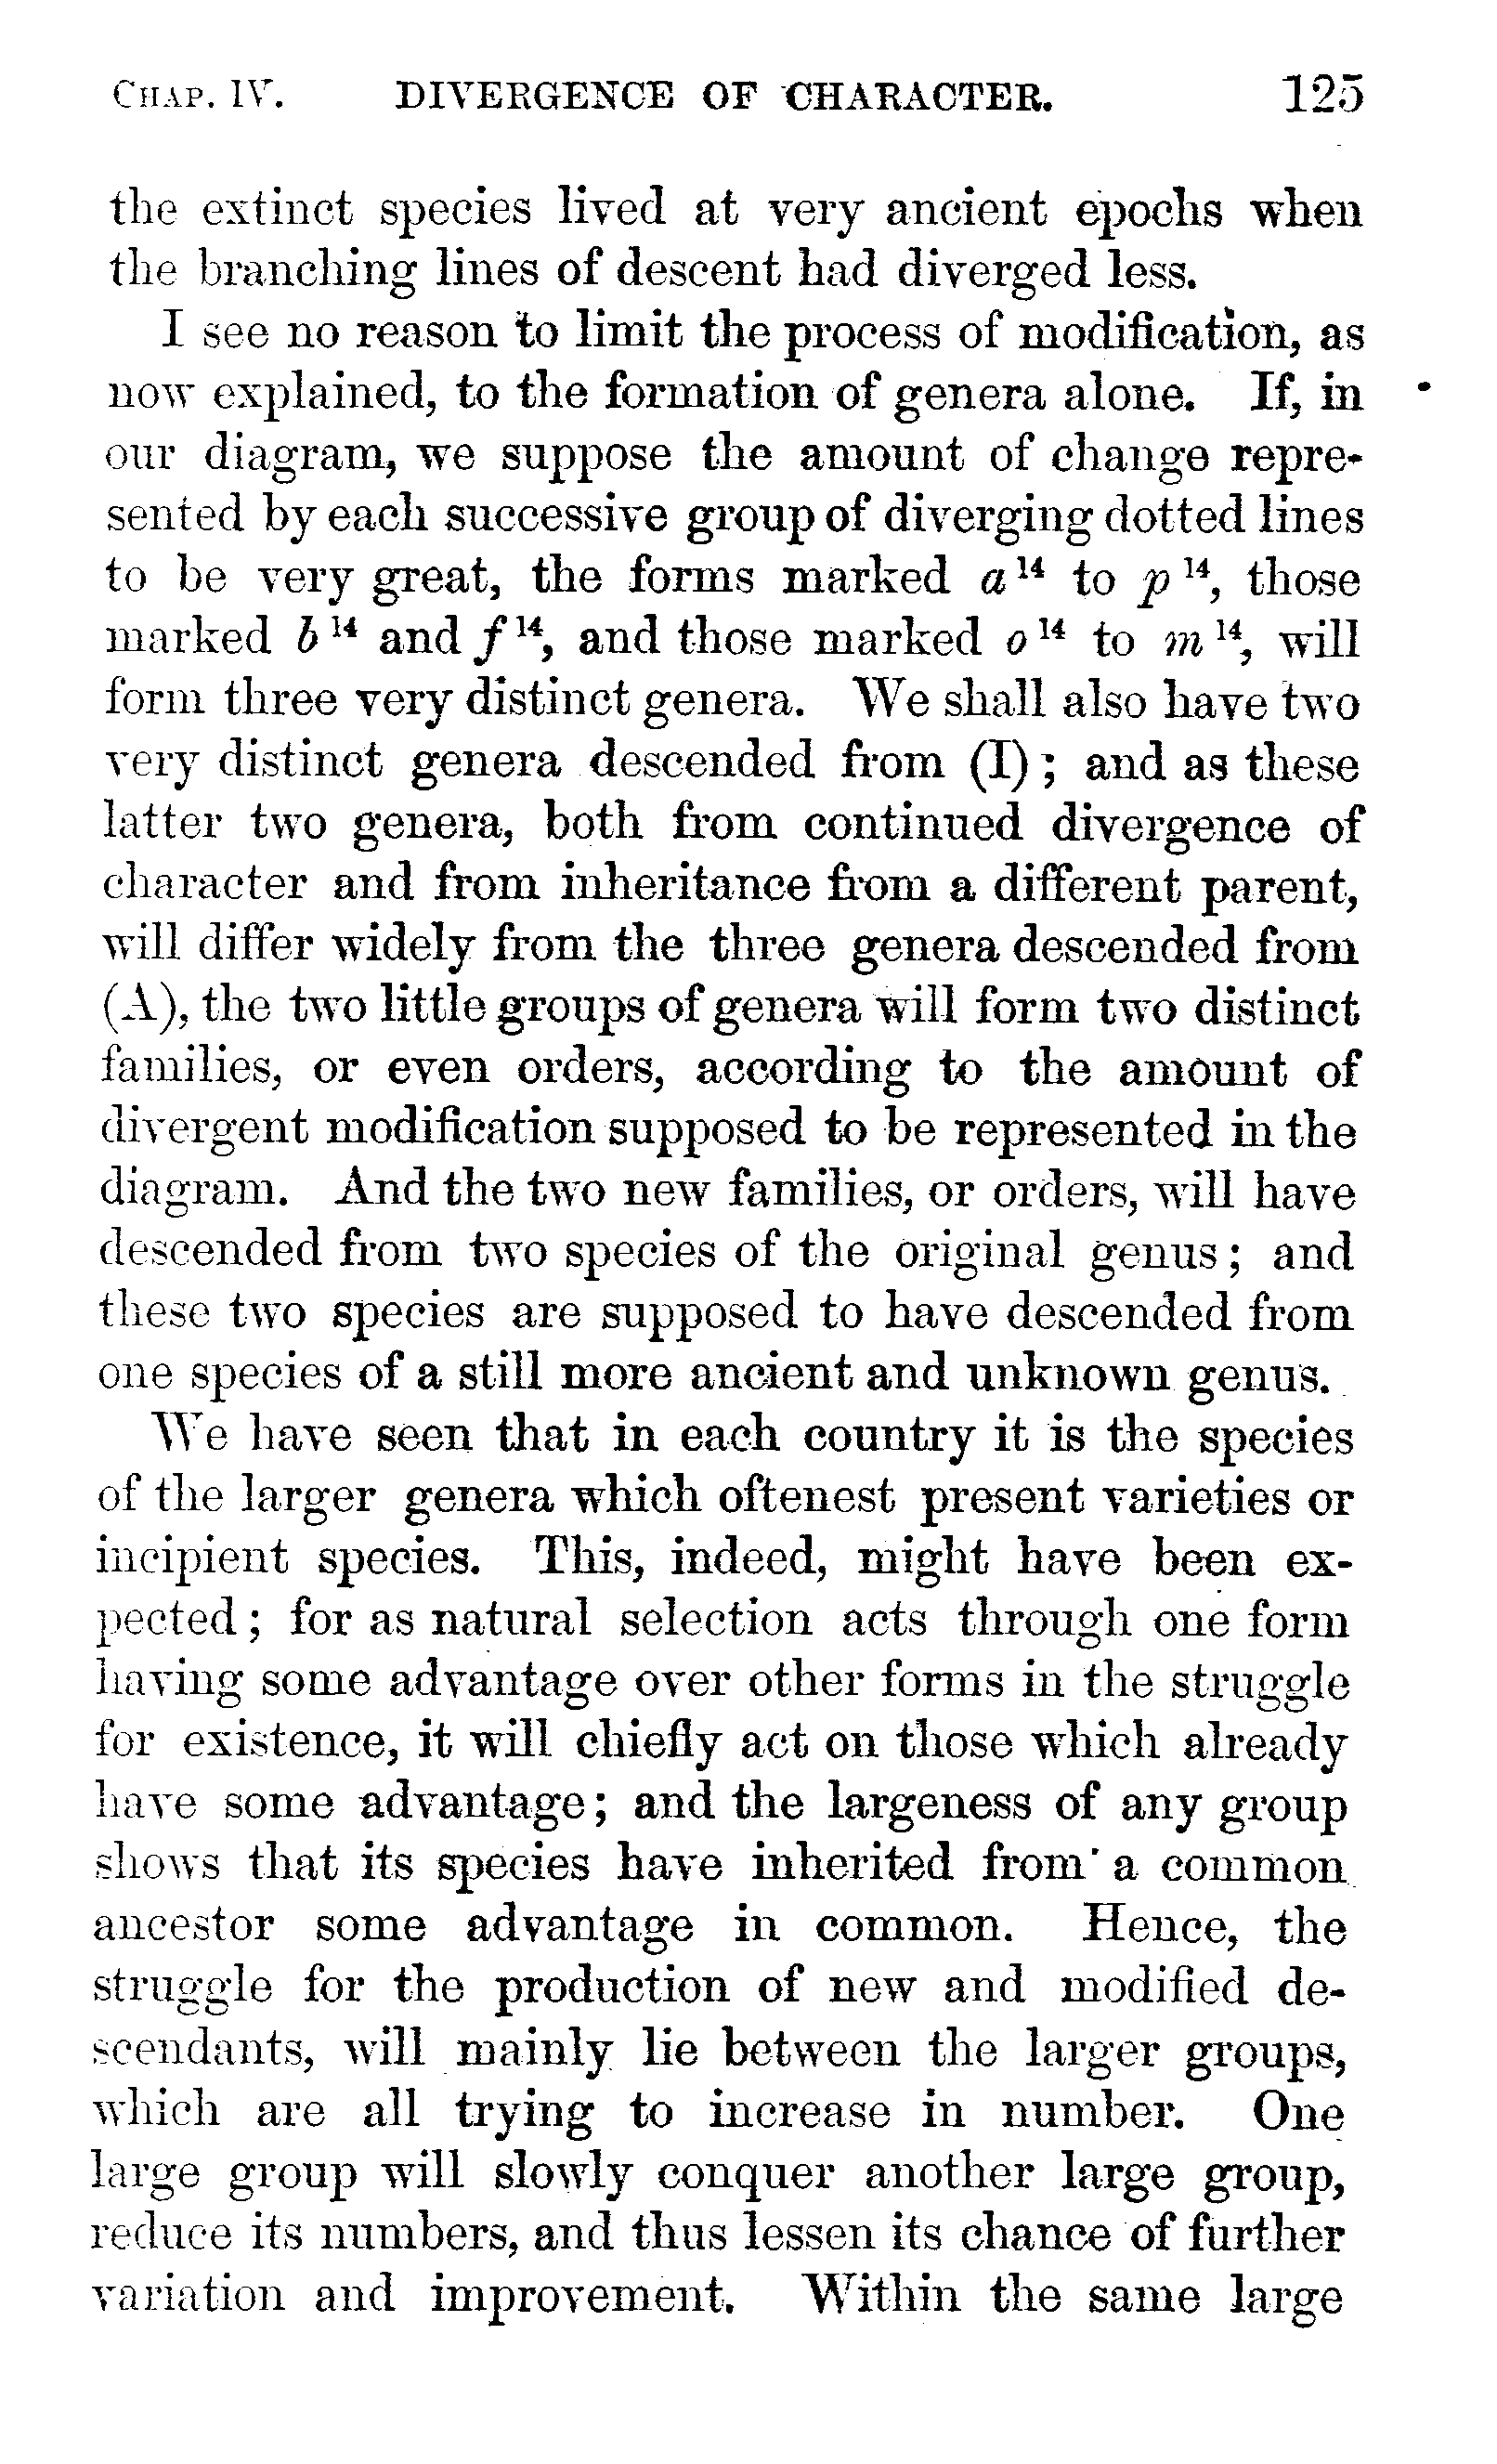 CHAP. IV. DIVERGENCE OF CHARACTER. 125
the extinct species lived at very ancient epochs when
the branching lines of descent had diverged less.
I see no reason to limit the process of modification, as
now explained, to the formation of genera alone. If, in
our diagram, we suppose the amount of change repre-
sented by each successive group of diverging dotted lines
to be very great, the forms marked a¹⁴ to p¹⁴, those
marked b¹⁴ and f¹⁴, and those marked o¹⁴ to m¹⁴, will
form three very distinct genera. We shall also have two
very distinct genera descended from (I); and as these
latter two genera, both from continued divergence of
character and from inheritance from a different parent,
will differ widely from the three genera descended from
(A), the two little groups of genera will form two distinct
families, or even orders, according to the amount of
divergent modification supposed to be represented in the
diagram. And the two new families, or orders, will have
descended from two species of the original genus; and
these two species are supposed to have descended from
one species of a still more ancient and unknown genus.
We have seen that in each country it is the species
of the larger genera which oftenest present varieties or
incipient species. This, indeed, might have been ex-
pected; for as natural selection acts through one form
having some advantage over other forms in the struggle
for existence, it will chiefly act on those which already
have some advantage; and the largeness of any group
shows that its species have inherited from a common
ancestor some advantage in common. Hence, the
struggle for the production of new and modified de-
scendants, will mainly lie between the larger groups,
which are all trying to increase in number. One
large group will slowly conquer another large group,
reduce its numbers, and thus lessen its chance of further
variation and improvement. Within the same large